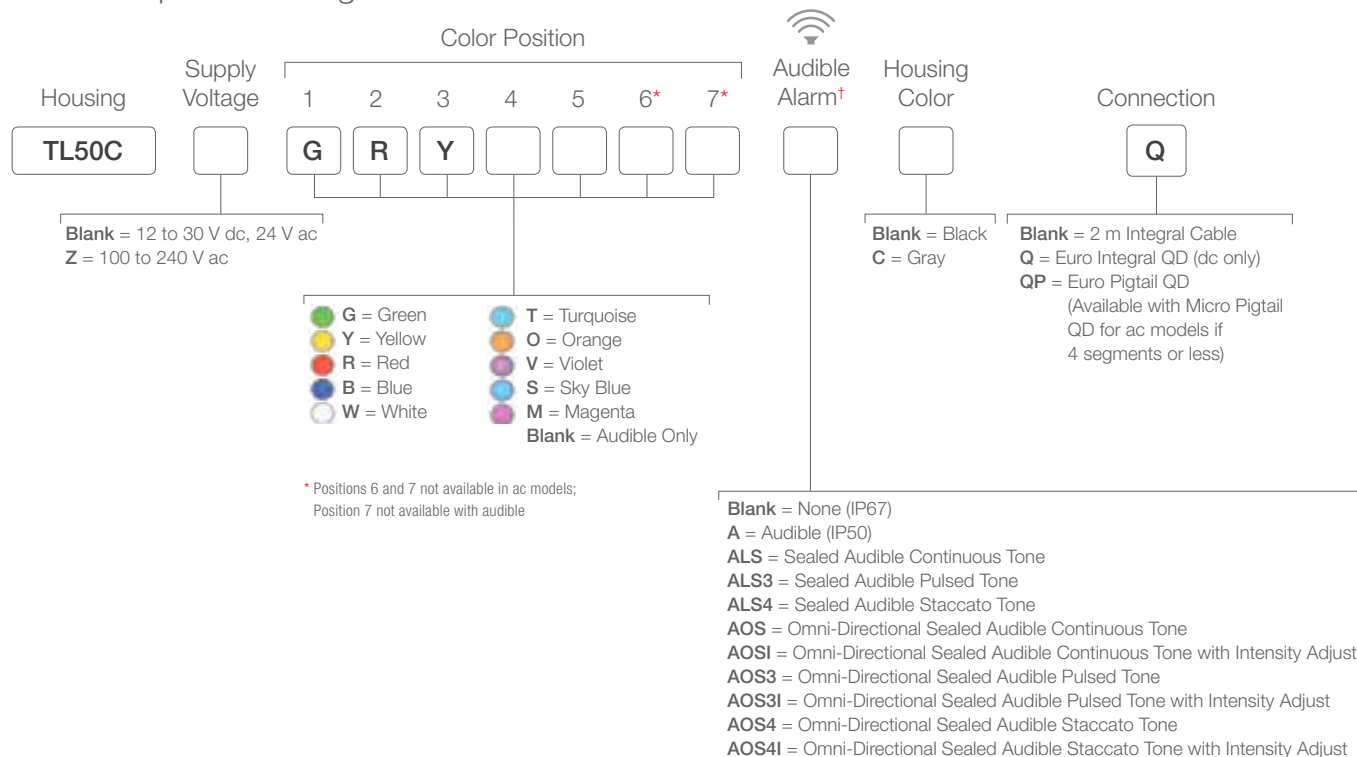 Color Position
Housing
Supply
Voltage
1 2 3 4 5 6* 7*
Audible
Alarm†
Housing
Color
Connection
TL50C
G R Y
Q
Blank = 12 to 30 V dc, 24 V ac
Z = 100 to 240 V ac
G = Green
Y = Yellow
R = Red
B = Blue
W = White
T = Turquoise
O = Orange
V = Violet
S = Sky Blue
M = Magenta
Blank = Audible Only
* Positions 6 and 7 not available in ac models;
Position 7 not available with audible
Blank = Black
C = Gray
Blank = 2 m Integral Cable
Q = Euro Integral QD (dc only)
QP = Euro Pigtail QD
(Available with Micro Pigtail
QD for ac models if
4 segments or less)
Blank = None (IP67)
A = Audible (IP50)
ALS = Sealed Audible Continuous Tone
ALS3 = Sealed Audible Pulsed Tone
ALS4 = Sealed Audible Staccato Tone
AOS = Omni-Directional Sealed Audible Continuous Tone
AOSI = Omni-Directional Sealed Audible Continuous Tone with Intensity Adjust
AOS3 = Omni-Directional Sealed Audible Pulsed Tone
AOS3I = Omni-Directional Sealed Audible Pulsed Tone with Intensity Adjust
AOS4 = Omni-Directional Sealed Audible Staccato Tone
AOS4I = Omni-Directional Sealed Audible Staccato Tone with Intensity Adjust